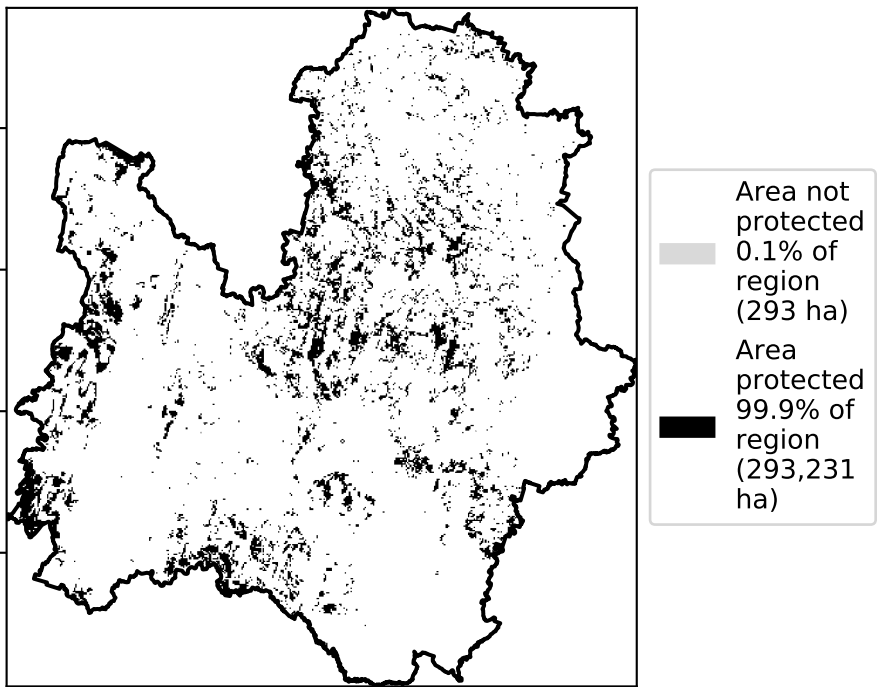 Area not
protected
0.1% of
region
(293 ha)
Area
protected
99.9% of
region
(293,231
ha)